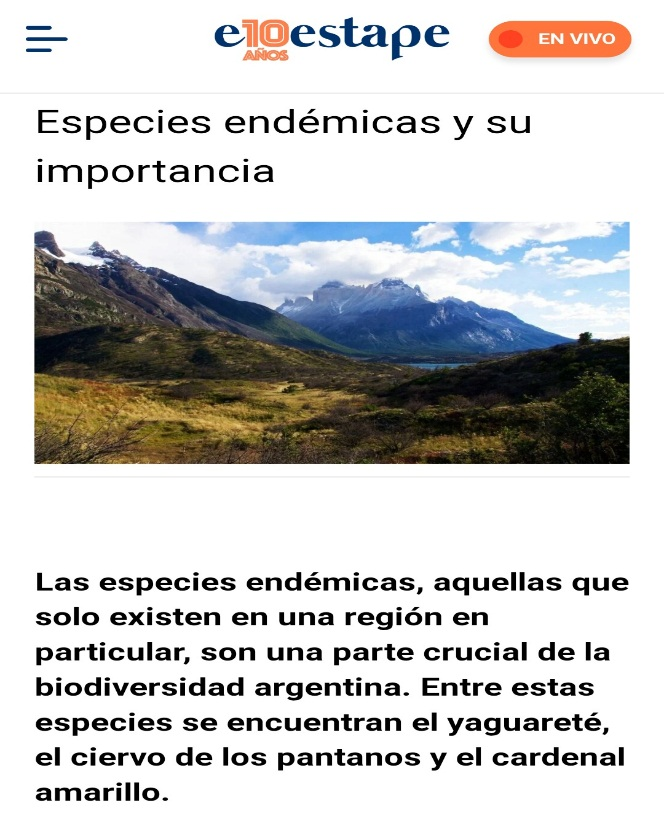 e10estape
AÑOS
EN VIVO
Especies endémicas y su
importancia
Las especies endémicas, aquellas que
solo existen en una región en
particular, son una parte crucial de la
biodiversidad argentina. Entre estas
especies se encuentran el yaguareté,
el ciervo de los pantanos y el cardenal
amarillo.